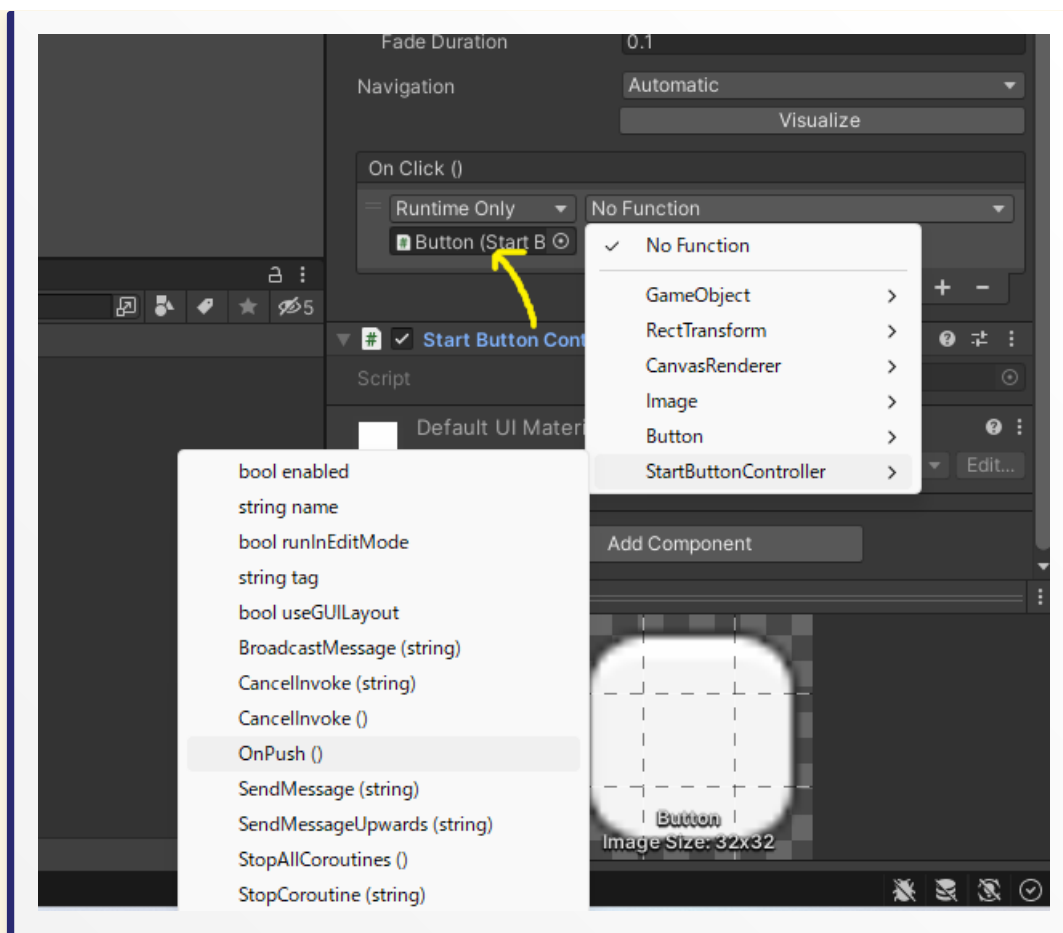 Fade Duration 0.1
Navigation Automatic
Visualize
On Click ()
Runtime Only No Function
Button (Start B
No Function
GameObject
RectTransform
CanvasRenderer
Image
Button
StartButtonController
5
# Start Button Cont
Script
Default UI Materi
Edit...
bool enabled
string name
bool runInEditMode
string tag
bool useGUILayout
BroadcastMessage (string)
CancelInvoke (string)
CancelInvoke ()
OnPush ()
SendMessage (string)
SendMessageUpwards (string)
StopAllCoroutines ()
StopCoroutine (string)
Add Component
Button
Image Size: 32x32